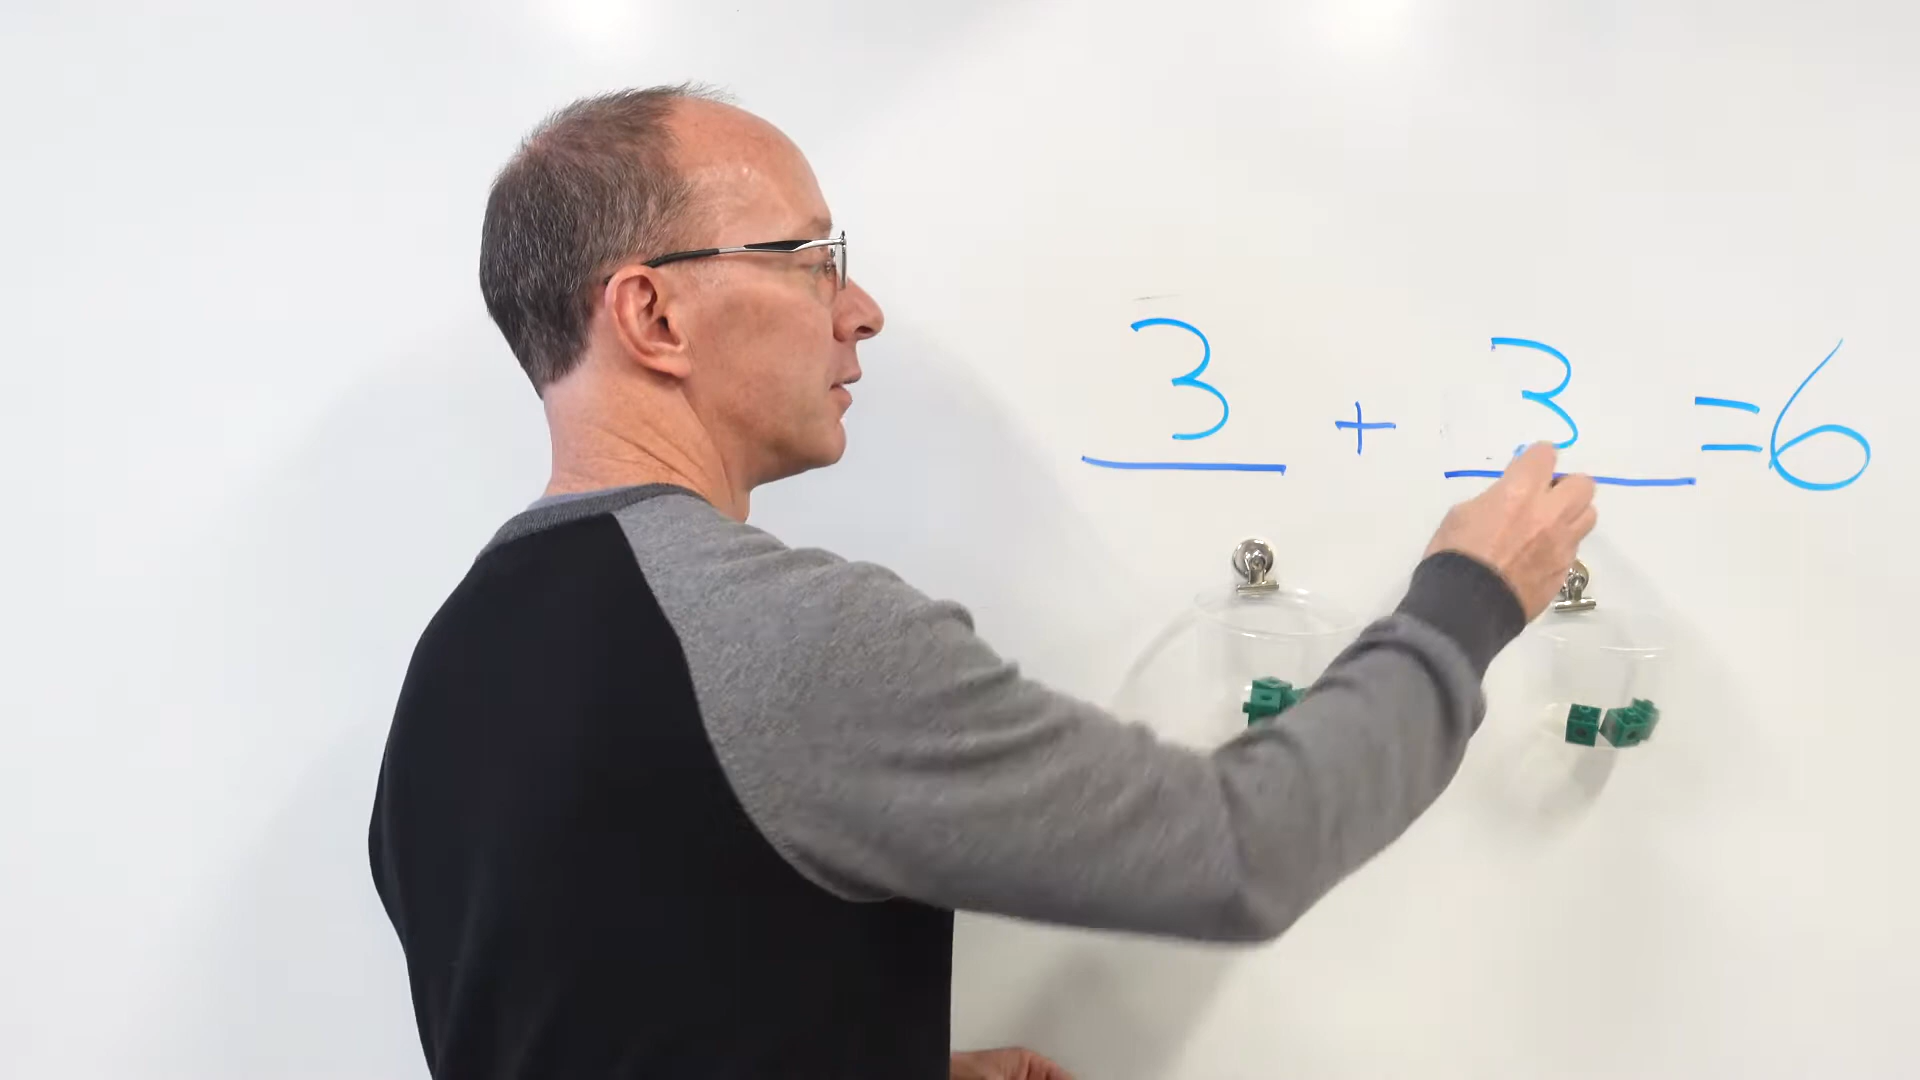 3 + 3 = 6